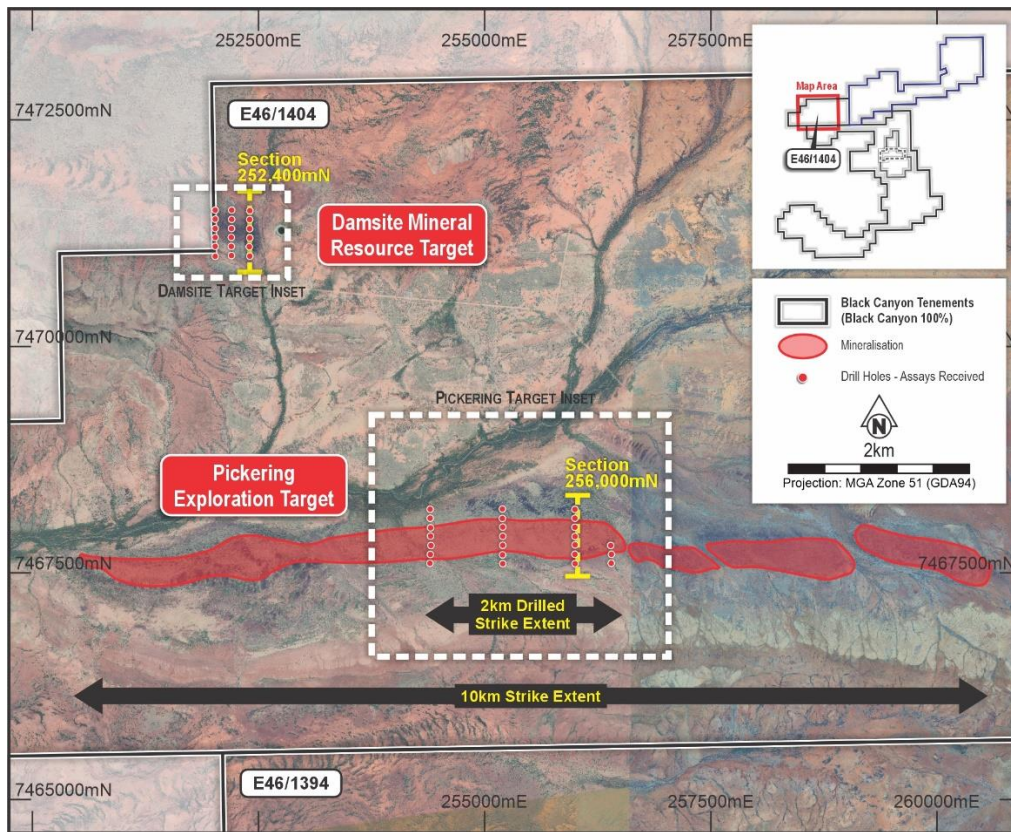 252500mE
255000mE
257500mE
7472500mN
E46/1404
Section
252,400mN
Damsite Mineral
Resource Target
DAMSITE TARGET INSET
7470000mN
PICKERING TARGET INSET
Pickering
Exploration Target
Section
256,000mN
7467500mN
7467500mN
2km Drilled
Strike Extent
10km Strike Extent
E46/1394
7465000mN
255000mE
257500mE
260000mE
Map Area
E46/1404
Black Canyon Tenements
(Black Canyon 100%)
Mineralisation
Drill Holes - Assays Received
N
2km
Projection: MGA Zone 51 (GDA94)